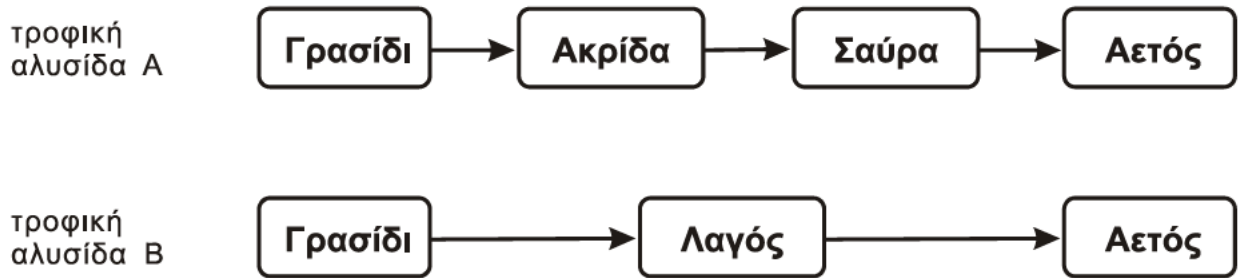 τροφική
αλυσίδα Α
Γρασίδι Ακρίδα Σαύρα Αετός
τροφική
αλυσίδα Β
Γρασίδι Λαγός Αετός